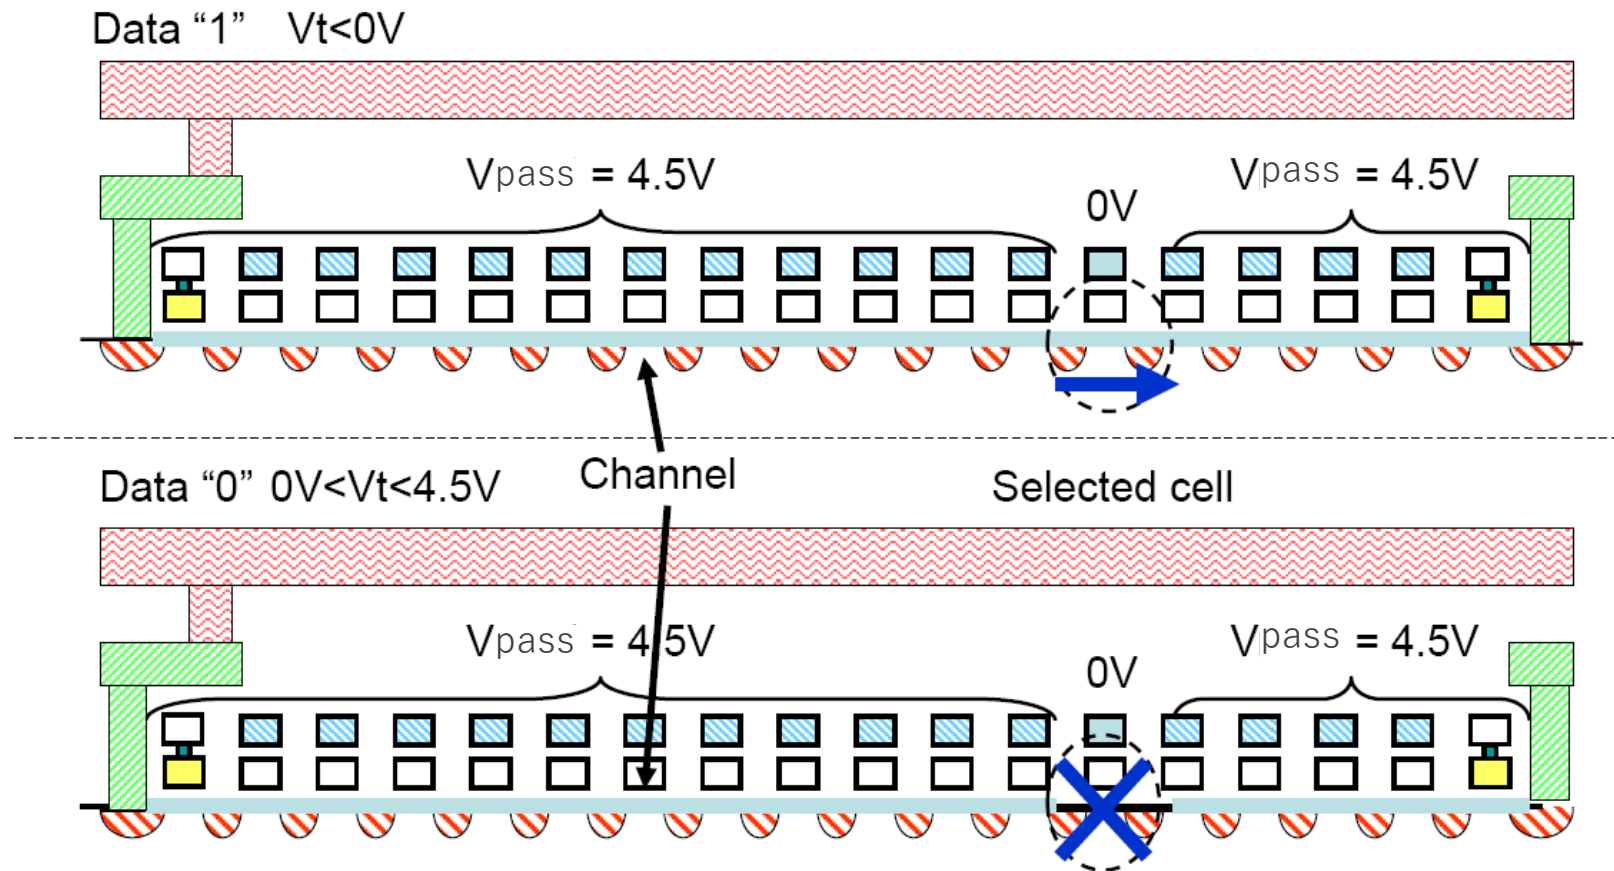 Data “1” Vt<0V
Vpass = 4.5V
Vpass = 4.5V
0V
Channel
Data “0” 0V<Vt<4.5V
Selected cell
Vpass = 4.5V
Vpass = 4.5V
0V